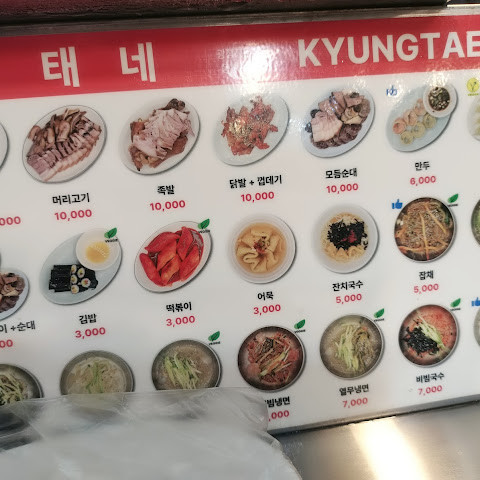 태네 KYUNGTAE
머리고기 족발 닭발 + 껍데기 모듬순대 만두
10,000 10,000 10,000 10,000 6,000
이+순대 김밥 떡볶이 어묵 잔치국수 잡채
3,000 3,000 3,000 5,000 5,000
빔냉면 열무냉면 비빔국수
,000 7,000 7,000